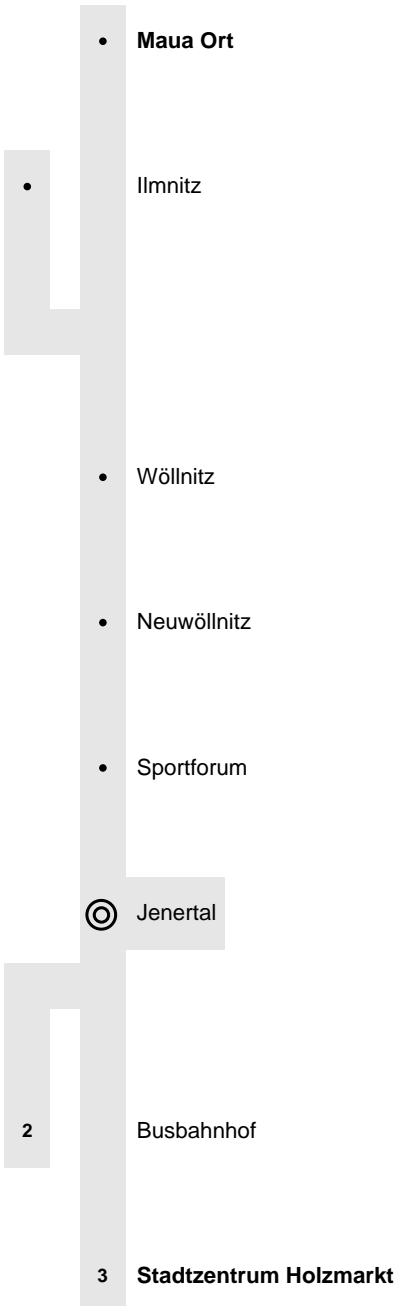 Maua Ort
Ilmnitz
Wöllnitz
Neuwöllnitz
Sportforum
Jenertal
2 Busbahnhof
3 Stadtzentrum Holzmarkt